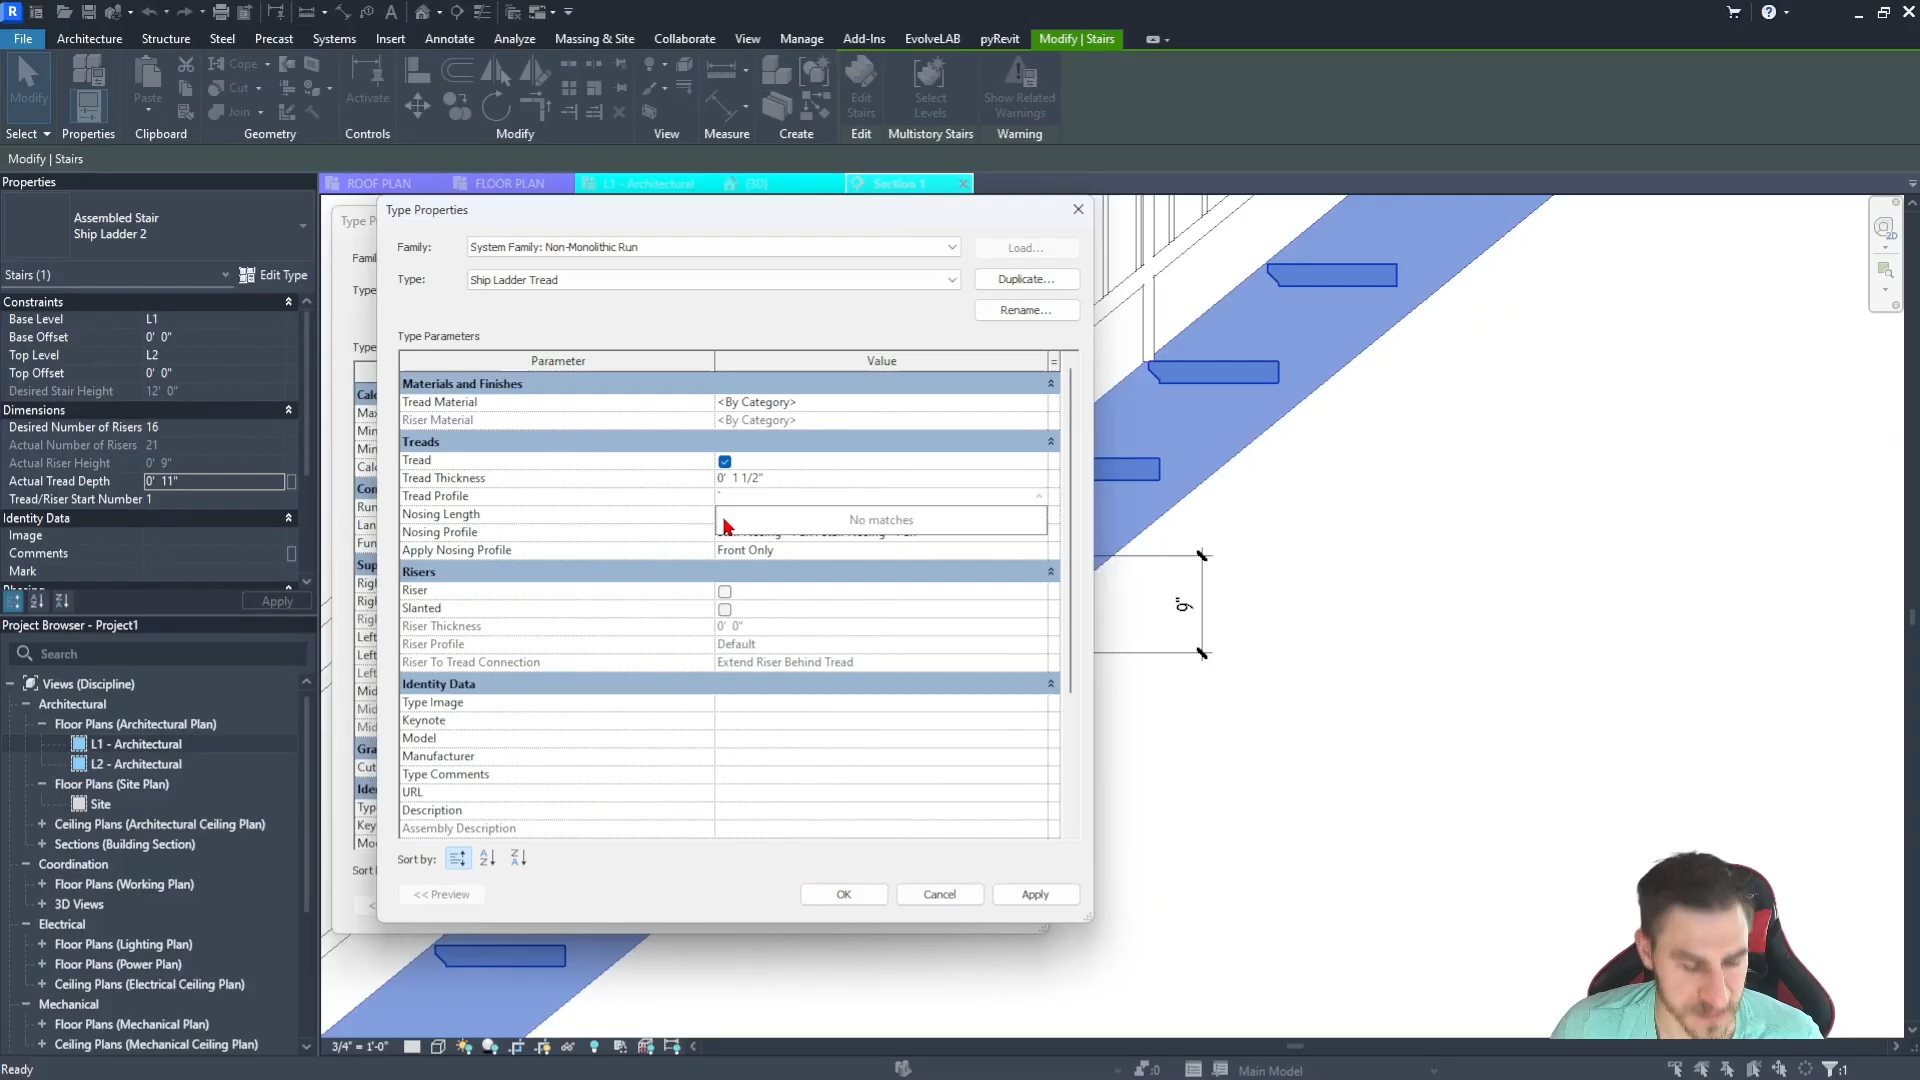 File Architecture Structure Steel Precast Systems Insert Annotate Analyze Massing & Site Collaborate View Manage Add-Ins EvolveLAB pyRevit Modify | Stairs
Modify Paste Cope Cut Join Activate Edit Stairs Select Levels Show Related Warnings
Select Properties Clipboard Geometry Controls Modify View Measure Create Edit Multistory Stairs Warning
Modify | Stairs
Properties
Assembled Stair
Ship Ladder 2
Stairs (1) Edit Type
Constraints
Base Level L1
Base Offset 0' 0"
Top Level L2
Top Offset 0' 0"
Desired Stair Height 12' 0"
Dimensions
Desired Number of Risers 16
Actual Number of Risers 21
Actual Riser Height 0' 9"
Actual Tread Depth 0' 11"
Tread/Riser Start Number 1
Identity Data
Image
Comments
Mark
Apply
Project Browser - Project1
Search
Views (Discipline)
Architectural
Floor Plans (Architectural Plan)
L1 - Architectural
L2 - Architectural
Floor Plans (Site Plan)
Site
Ceiling Plans (Architectural Ceiling Plan)
Sections (Building Section)
Coordination
Floor Plans (Working Plan)
3D Views
Electrical
Floor Plans (Lighting Plan)
Floor Plans (Power Plan)
Ceiling Plans (Electrical Ceiling Plan)
Mechanical
Floor Plans (Mechanical Plan)
Ceiling Plans (Mechanical Ceiling Plan)
Ready
ROOF PLAN FLOOR PLAN L1 - Architectural {3D} Section 1
Type Properties
Family: System Family: Non-Monolithic Run Load...
Type: Ship Ladder Tread Duplicate...
Rename...
Type Parameters
Parameter Value =
Materials and Finishes
Tread Material <By Category>
Riser Material <By Category>
Treads
Tread
Tread Thickness 0' 1 1/2"
Tread Profile `
Nosing Length No matches
Nosing Profile
Apply Nosing Profile Front Only
Risers
Riser
Slanted
Riser Thickness 0' 0"
Riser Profile Default
Riser To Tread Connection Extend Riser Behind Tread
Identity Data
Type Image
Keynote
Model
Manufacturer
Type Comments
URL
Description
Assembly Description
Sort by:
<< Preview OK Cancel Apply
9"
3/4" = 1'-0"
:0 Main Model :1